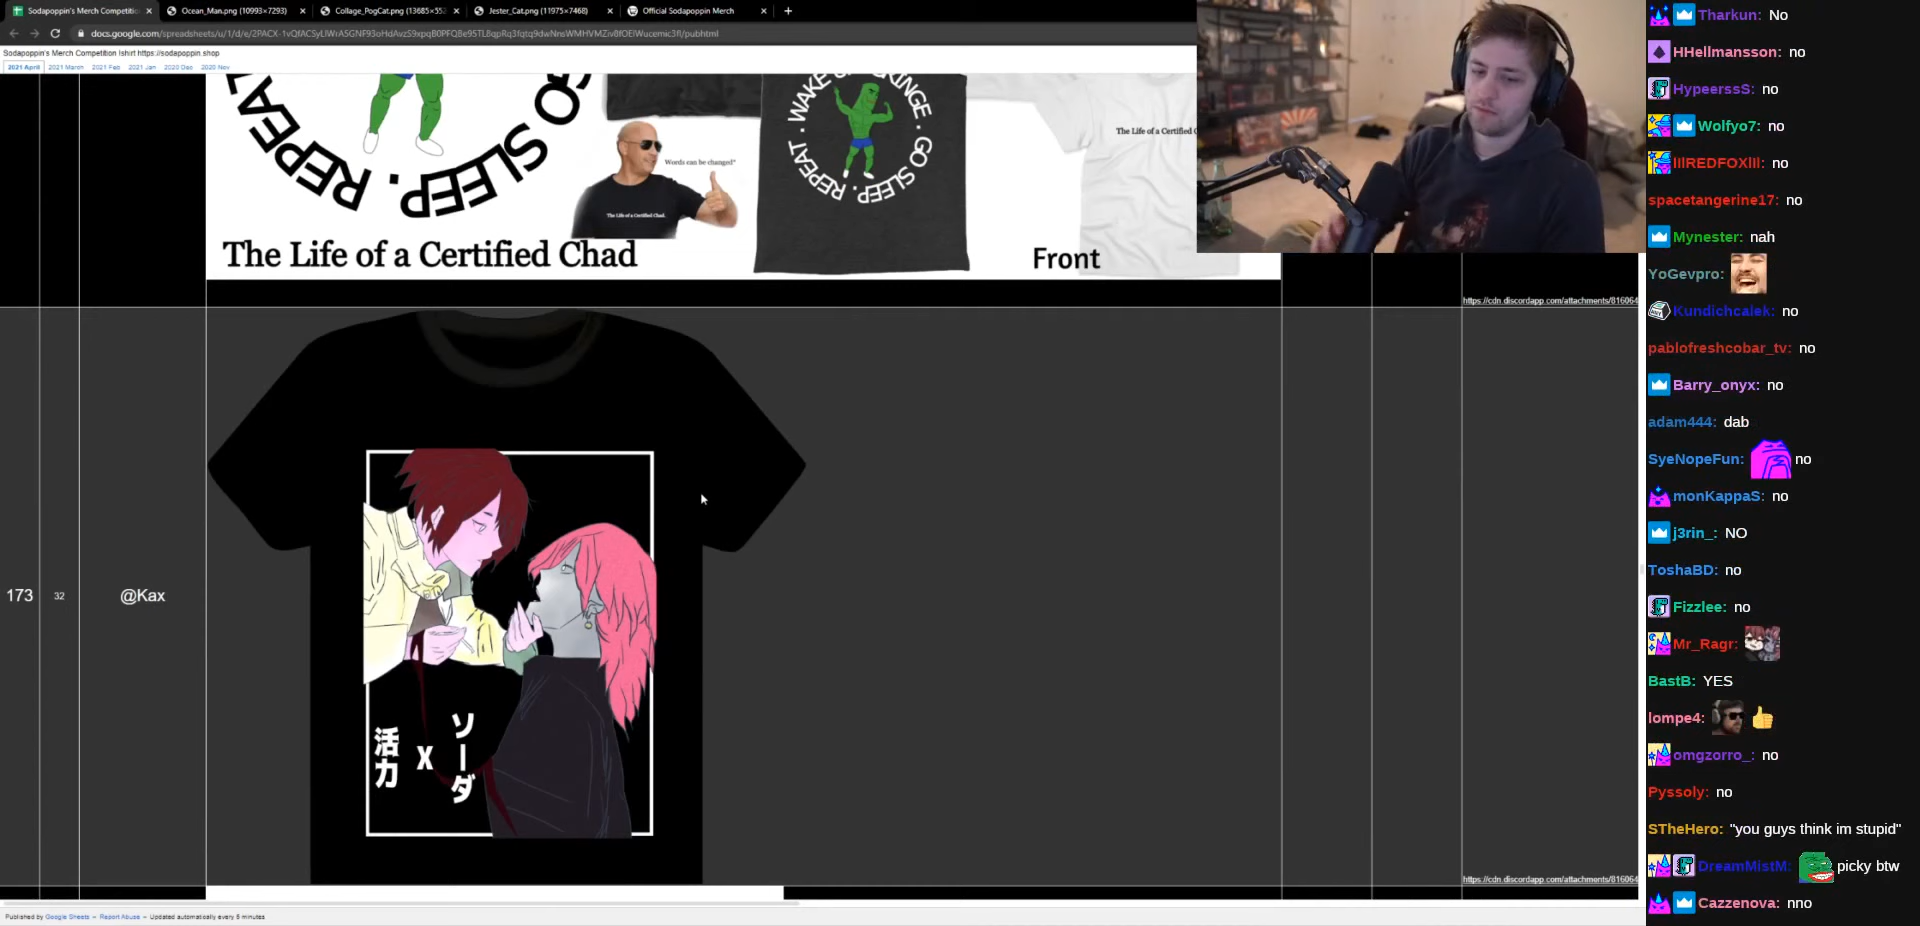 Sodapoppin's Merch Competitio
Ocean_Man.png (10993×7293)
Collage_PogCat.png (13685×55
Jester_Cat.png (11975×7468)
Official Sodapoppin Merch
Sodapoppin's Merch Competition !shirt https://sodapoppin.shop
2021 April
2021 March
2021 Feb
2021 Jan
2020 Dec
2020 Nov
REPEAT · GO SLEEP ·
Words can be changed*
The Life of a Certified Chad.
REPEAT · WAKE UP · CRINGE · GO SLEEP ·
The Life of a Certified C
The Life of a Certified Chad
Front
https://cdn.discordapp.com/attachments/816064
173
32
@Kax
活力
X
ソーダ
https://cdn.discordapp.com/attachments/816064
Published by Google Sheets – Report Abuse – Updated automatically every 5 minutes
Tharkun: No
HHellmansson: no
HypeerssS: no
Wolfyo7: no
spacetangerine17: no
Mynester: nah
YoGevpro:
Kundichcalek: no
pablofreshcobar_tv: no
Barry_onyx: no
adam444: dab
SyeNopeFun: no
monKappaS: no
j3rin_: NO
ToshaBD: no
Fizzlee: no
Mr_Ragr:
BastB: YES
lompe4:
omgzorro_: no
Pyssoly: no
STheHero: "you guys think im stupid"
DreamMistM: picky btw
Cazzenova: nno